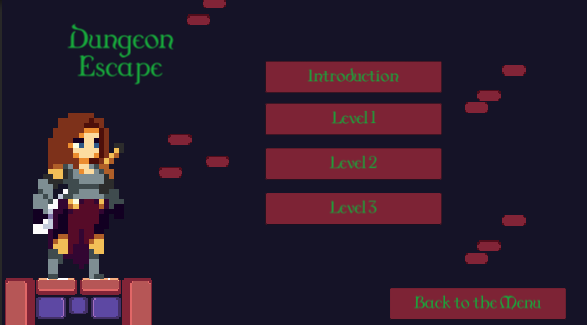 Dungeon
Escape
Introduction
Level 1
Level 2
Level 3
Back to the Menu